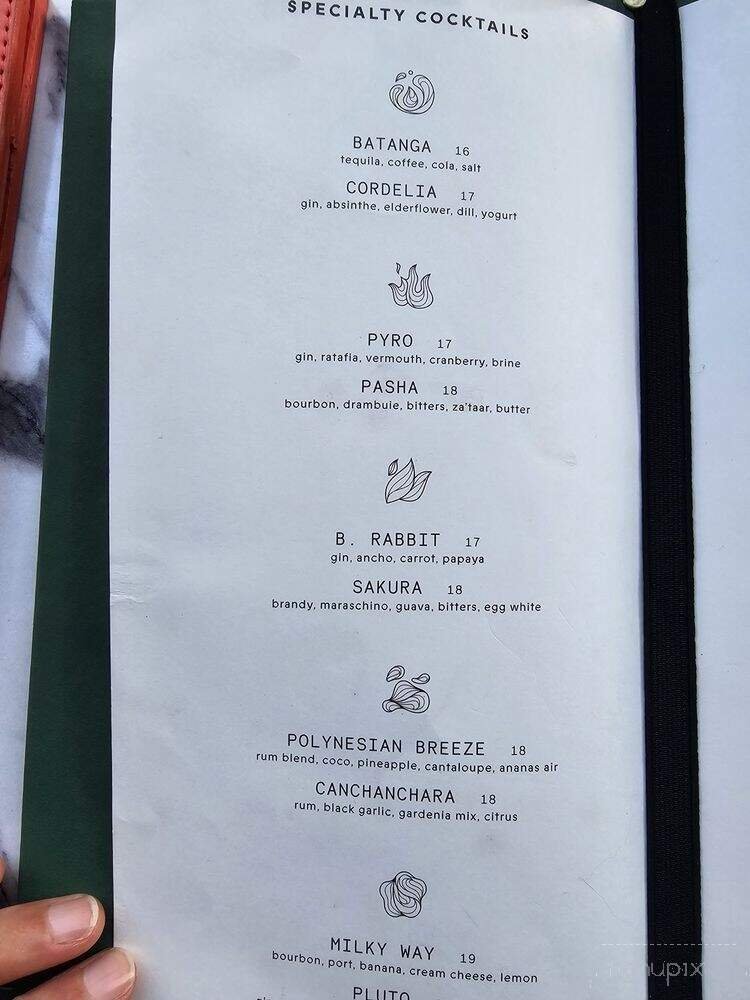 SPECIALTY COCKTAILS
BATANGA 16
tequila, coffee, cola, salt
CORDELIA 17
gin, absinthe, elderflower, dill, yogurt
PYRO 17
gin, ratafia, vermouth, cranberry, brine
PASHA 18
bourbon, drambuie, bitters, za'taar, butter
B. RABBIT 17
gin, ancho, carrot, papaya
SAKURA 18
brandy, maraschino, guava, bitters, egg white
POLYNESIAN BREEZE 18
rum blend, coco, pineapple, cantaloupe, ananas air
CANCHANCHARA 18
rum, black garlic, gardenia mix, citrus
MILKY WAY 19
bourbon, port, banana, cream cheese, lemon
PLUTO